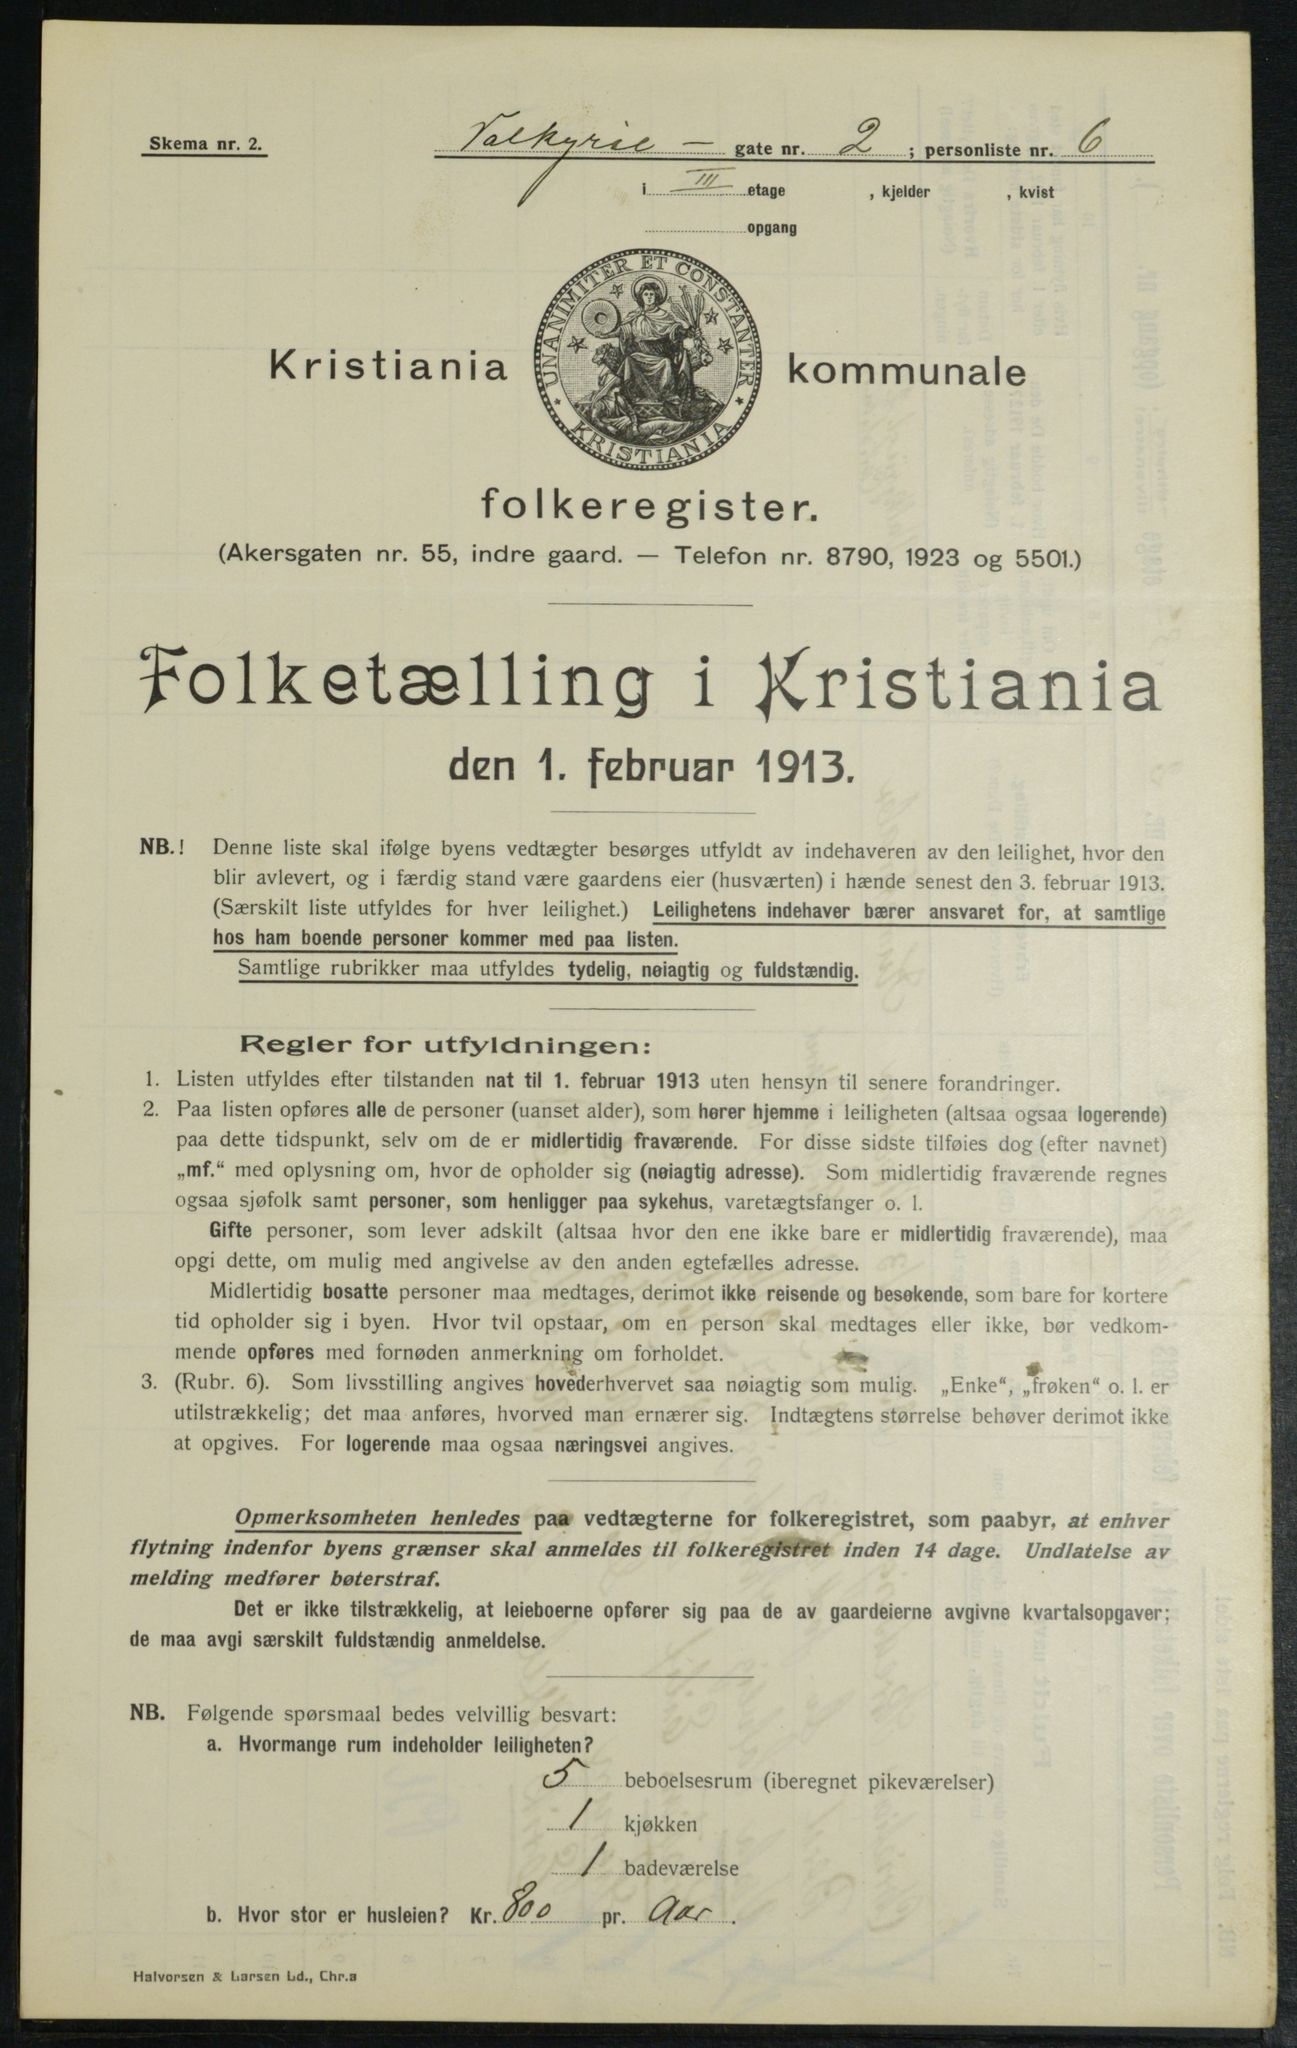 Skema nr. 2.
Valkyrie – gate nr. 2 ; personliste nr. 6
i III etage , kjelder , kvist
opgang
UNANIMITER ET CONSTANTER
KRISTIANIA
Kristiania kommunale
folkeregister.
(Akersgaten nr. 55, indre gaard. — Telefon nr. 8790, 1923 og 5501.)
Folketælling i Kristiania
den 1. februar 1913.
NB.! Denne liste skal ifølge byens vedtægter besørges utfyldt av indehaveren av den leilighet, hvor den
blir avlevert, og i færdig stand være gaardens eier (husværten) i hænde senest den 3. februar 1913.
(Særskilt liste utfyldes for hver leilighet.) Leilighetens indehaver bærer ansvaret for, at samtlige
hos ham boende personer kommer med paa listen.
Samtlige rubrikker maa utfyldes tydelig, nøiagtig og fuldstændig.
Regler for utfyldningen:
1. Listen utfyldes efter tilstanden nat til 1. februar 1913 uten hensyn til senere forandringer.
2. Paa listen opføres alle de personer (uanset alder), som hører hjemme i leiligheten (altsaa ogsaa logerende)
paa dette tidspunkt, selv om de er midlertidig fraværende. For disse sidste tilføies dog (efter navnet)
„mf.“ med oplysning om, hvor de opholder sig (nøiagtig adresse). Som midlertidig fraværende regnes
ogsaa sjøfolk samt personer, som henligger paa sykehus, varetægtsfanger o. l.
Gifte personer, som lever adskilt (altsaa hvor den ene ikke bare er midlertidig fraværende), maa
opgi dette, om mulig med angivelse av den anden egtefælles adresse.
Midlertidig bosatte personer maa medtages, derimot ikke reisende og besøkende, som bare for kortere
tid opholder sig i byen. Hvor tvil opstaar, om en person skal medtages eller ikke, bør vedkom-
mende opføres med fornøden anmerkning om forholdet.
3. (Rubr. 6). Som livsstilling angives hovederhvervet saa nøiagtig som mulig. „Enke“, „frøken“ o. l. er
utilstrækkelig; det maa anføres, hvorved man ernærer sig. Indtægtens størrelse behøver derimot ikke
at opgives. For logerende maa ogsaa næringsvei angives.
Opmerksomheten henledes paa vedtægterne for folkeregistret, som paabyr, at enhver
flytning indenfor byens grænser skal anmeldes til folkeregistret inden 14 dage. Undlatelse av
melding medfører bøterstraf.
Det er ikke tilstrækkelig, at leieboerne opfører sig paa de av gaardeierne avgivne kvartalsopgaver;
de maa avgi særskilt fuldstændig anmeldelse.
NB. Følgende spørsmaal bedes velvillig besvart:
a. Hvormange rum indeholder leiligheten?
5 beboelsesrum (iberegnet pikeværelser)
1 kjøkken
1 badeværelse
b. Hvor stor er husleien? Kr. 800 pr. Aar.
Halvorsen & Larsen Ld., Chr.a